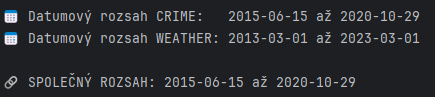 📅 Datumový rozsah CRIME:   2015-06-15 až 2020-10-29
📅 Datumový rozsah WEATHER: 2013-03-01 až 2023-03-01
🔗 SPOLEČNÝ ROZSAH: 2015-06-15 až 2020-10-29